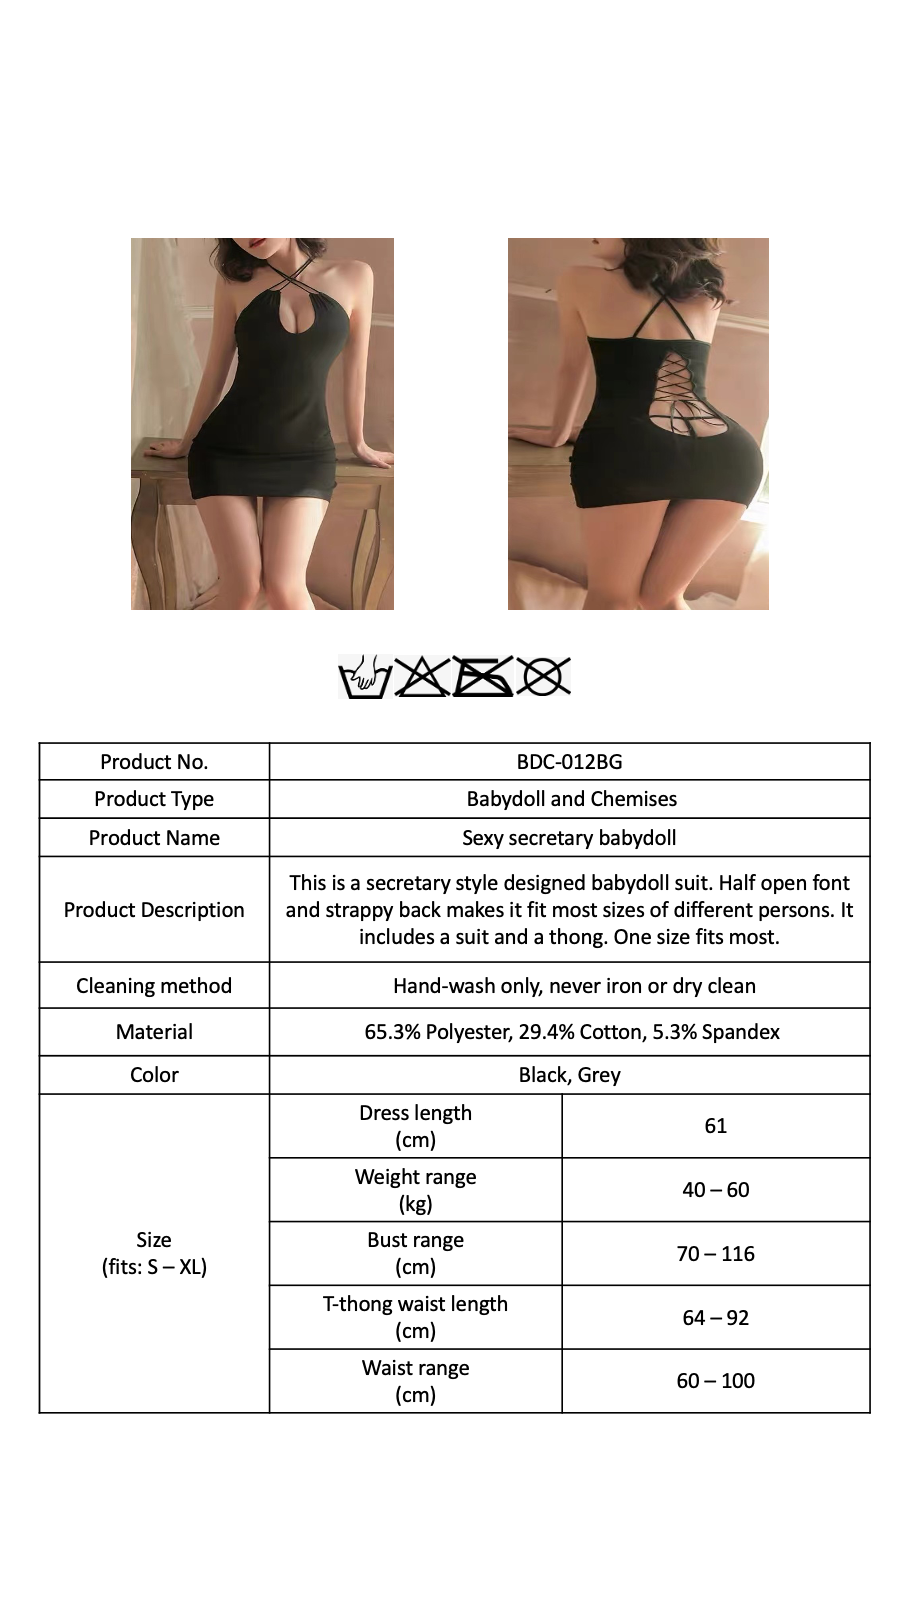 Product No.
BDC-012BG
Product Type
Babydoll and Chemises
Product Name
Sexy secretary babydoll
Product Description
This is a secretary style designed babydoll suit. Half open font
and strappy back makes it fit most sizes of different persons. It
includes a suit and a thong. One size fits most.
Cleaning method
Hand-wash only, never iron or dry clean
Material
65.3% Polyester, 29.4% Cotton, 5.3% Spandex
Color
Black, Grey
Size
(fits: S – XL)
Dress length
(cm)
61
Weight range
(kg)
40 – 60
Bust range
(cm)
70 – 116
T-thong waist length
(cm)
64 – 92
Waist range
(cm)
60 – 100